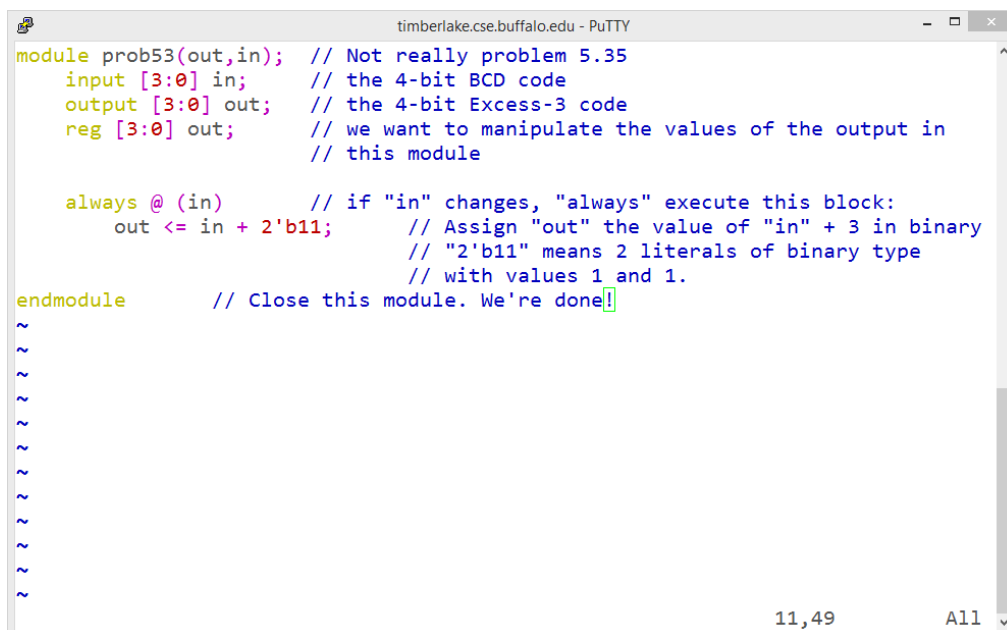 timberlake.cse.buffalo.edu - PuTTY
module prob53(out,in);  // Not really problem 5.35
    input [3:0] in;     // the 4-bit BCD code
    output [3:0] out;   // the 4-bit Excess-3 code
    reg [3:0] out;      // we want to manipulate the values of the output in
                        // this module
    always @ (in)       // if "in" changes, "always" execute this block:
        out <= in + 2'b11;      // Assign "out" the value of "in" + 3 in binary
                                // "2'b11" means 2 literals of binary type
                                // with values 1 and 1.
endmodule       // Close this module. We're done!
~
~
~
~
~
~
~
~
~
~
~
~
11,49         All